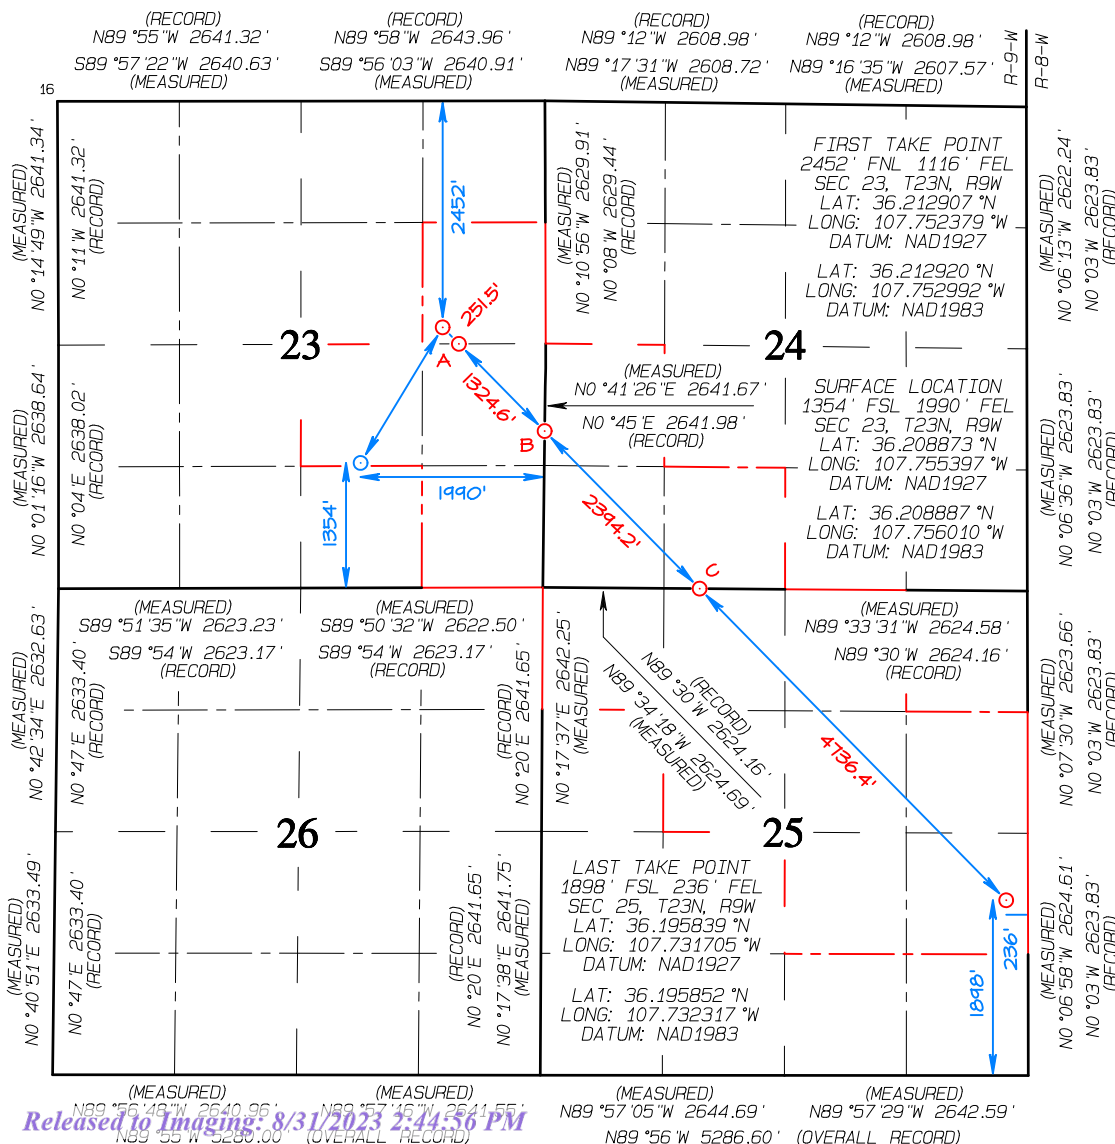 (RECORD)
N89°55'W 2641.32'
S89°57'22"W 2640.63'
(MEASURED)
(RECORD)
N89°58'W 2643.96'
S89°56'03"W 2640.91'
(MEASURED)
(RECORD)
N89°12'W 2608.98'
N89°17'31"W 2608.72'
(MEASURED)
(RECORD)
N89°12'W 2608.98'
N89°16'35"W 2607.57'
(MEASURED)
R-9-W
R-8-W
16
(MEASURED)
N0°14'49"W 2641.34'
N0°11'W 2641.32'
(RECORD)
2452'
(MEASURED)
N0°10'56"W 2629.91'
N0°08'W 2629.44'
(RECORD)
FIRST TAKE POINT
2452' FNL 1116' FEL
SEC 23, T23N, R9W
LAT: 36.212907°N
LONG: 107.752379°W
DATUM: NAD1927
LAT: 36.212920°N
LONG: 107.752992°W
DATUM: NAD1983
(MEASURED)
N0°06'13"W 2622.24'
N0°03'W 2623.83'
(RECORD)
23
251.5'
A
24
1324.6'
B
(MEASURED)
N0°41'26"E 2641.67'
N0°45'E 2641.98'
(RECORD)
SURFACE LOCATION
1354' FSL 1990' FEL
SEC 23, T23N, R9W
LAT: 36.208873°N
LONG: 107.755397°W
DATUM: NAD1927
LAT: 36.208887°N
LONG: 107.756010°W
DATUM: NAD1983
(MEASURED)
N0°01'16"W 2638.64'
N0°04'E 2638.02'
(RECORD)
1990'
1354'
2394.2'
C
(MEASURED)
N0°06'36"W 2623.83'
N0°03'W 2623.83'
(RECORD)
(MEASURED)
S89°51'35"W 2623.23'
S89°54'W 2623.17'
(RECORD)
(MEASURED)
S89°50'32"W 2622.50'
S89°54'W 2623.17'
(RECORD)
(MEASURED)
N89°33'31"W 2624.58'
N89°30'W 2624.16'
(RECORD)
(MEASURED)
N0°42'34"E 2632.63'
N0°47'E 2633.40'
(RECORD)
(RECORD)
N0°20'E 2641.65'
N0°17'37"E 2642.25'
(MEASURED)
(RECORD)
N89°30'W 2624.16'
N89°34'18"W 2624.69'
(MEASURED)
4736.4'
(MEASURED)
N0°07'30"W 2623.66'
N0°03'W 2623.83'
(RECORD)
26
25
(MEASURED)
N0°40'51"E 2633.49'
N0°47'E 2633.40'
(RECORD)
(RECORD)
N0°20'E 2641.65'
N0°17'38"E 2641.75'
(MEASURED)
LAST TAKE POINT
1898' FSL 236' FEL
SEC 25, T23N, R9W
LAT: 36.195839°N
LONG: 107.731705°W
DATUM: NAD1927
LAT: 36.195852°N
LONG: 107.732317°W
DATUM: NAD1983
1898'
236'
(MEASURED)
N0°06'58"W 2624.61'
N0°03'W 2623.83'
(RECORD)
(MEASURED)
N89°56'48"W 2640.96'
(MEASURED)
N89°57'16"W 2641.55'
N89°55'W 5280.00' (OVERALL RECORD)
(MEASURED)
N89°57'05"W 2644.69'
(MEASURED)
N89°57'29"W 2642.59'
N89°56'W 5286.60' (OVERALL RECORD)
Released to Imaging: 8/31/2023 2:44:56 PM